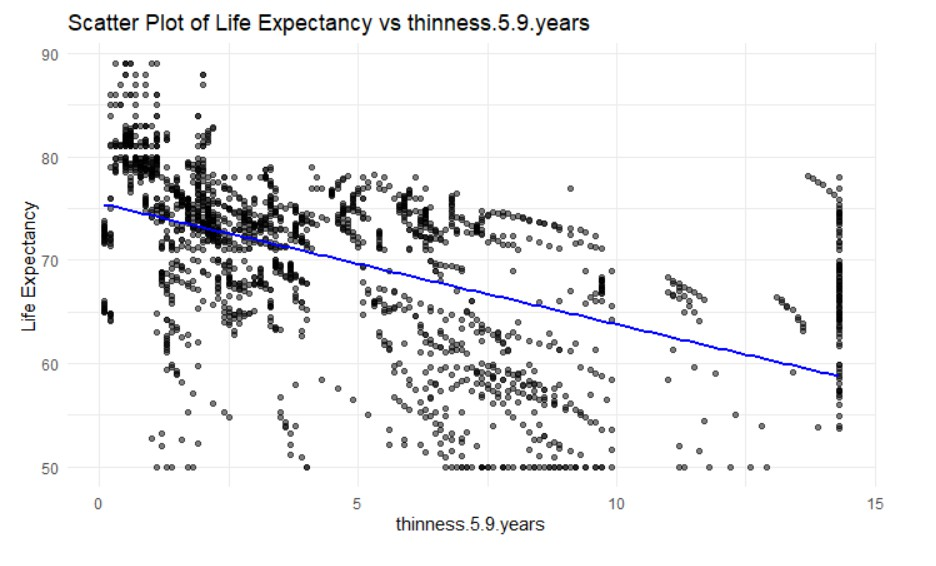 Scatter Plot of Life Expectancy vs thinness.5.9.years
90
80
70
60
50
Life Expectancy
0 5 10 15
thinness.5.9.years